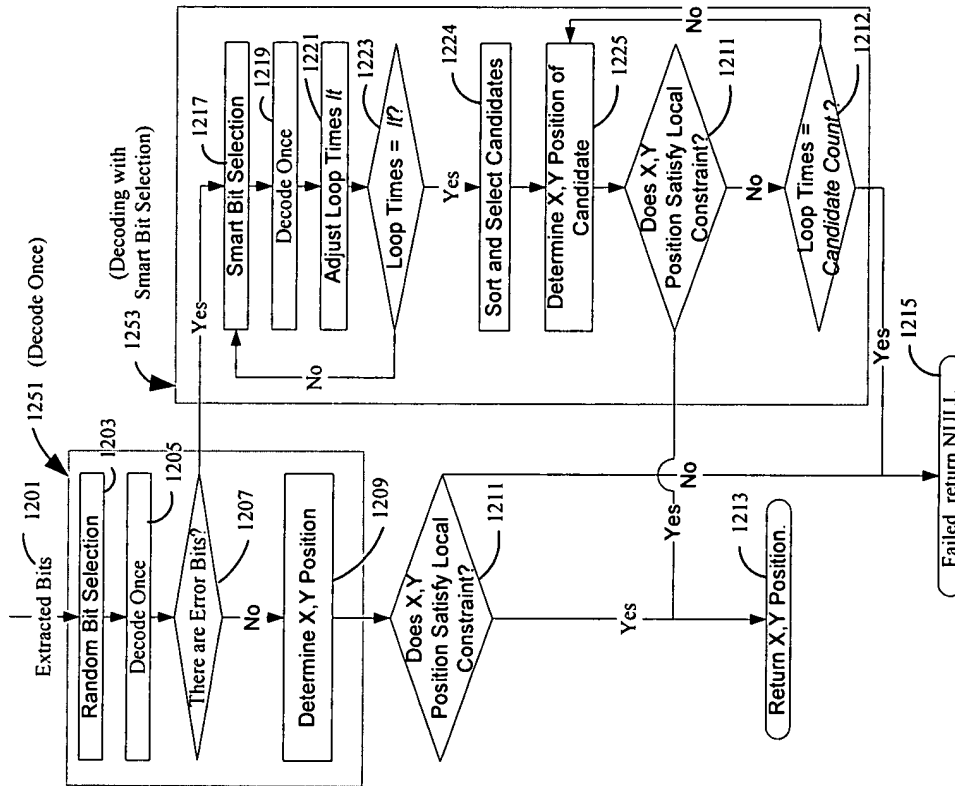 1201
Extracted Bits
1251 (Decode Once)
1203
Random Bit Selection
1205
Decode Once
1207
There are Error Bits?
Yes
No
1209
Determine X,Y Position
1211
Does X,Y
Position Satisfy Local
Constraint?
No
Yes
1213
Return X,Y Position.
1253
(Decoding with
Smart Bit Selection)
1217
Smart Bit Selection
1219
Decode Once
1221
Adjust Loop Times lt
1223
Loop Times = lt?
No
Yes
1224
Sort and Select Candidates
1225
Determine X,Y Position of
Candidate
1211
Does X,Y
Position Satisfy Local
Constraint?
Yes
No
1212
Loop Times =
Candidate Count ?
No
Yes
1215
Failed, return NULL.